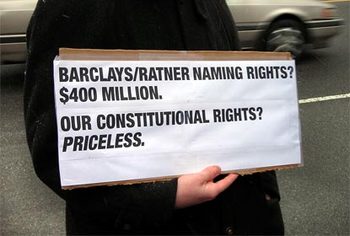 BARCLAYS/RATNER NAMING RIGHTS?
$400 MILLION.
OUR CONSTITUTIONAL RIGHTS?
PRICELESS.